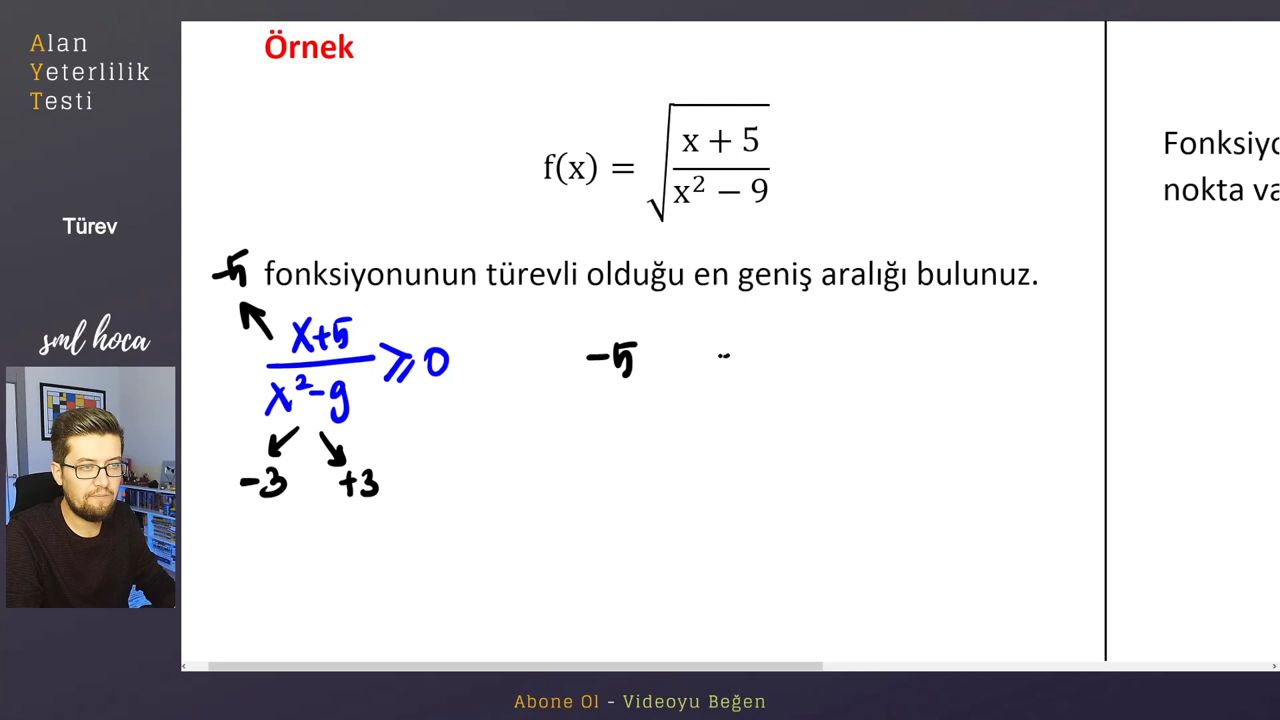 Alan
Yeterlilik
Testi
Türev
sml hoca
Örnek
f(x) = √((x + 5)/(x² − 9))
-5 fonksiyonunun türevli olduğu en geniş aralığı bulunuz.
(x+5)/(x²-9) ⩾ 0
-3 +3
-5
Fonksiyo
nokta va
Abone Ol - Videoyu Beğen